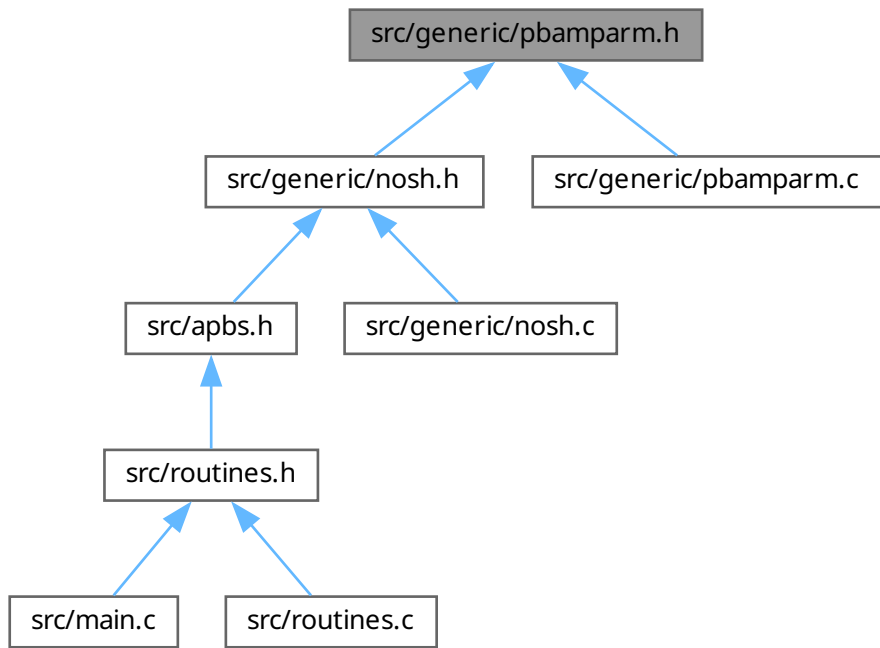 src/generic/pbamparm.h
src/generic/nosh.h
src/generic/pbamparm.c
src/apbs.h
src/generic/nosh.c
src/routines.h
src/main.c
src/routines.c